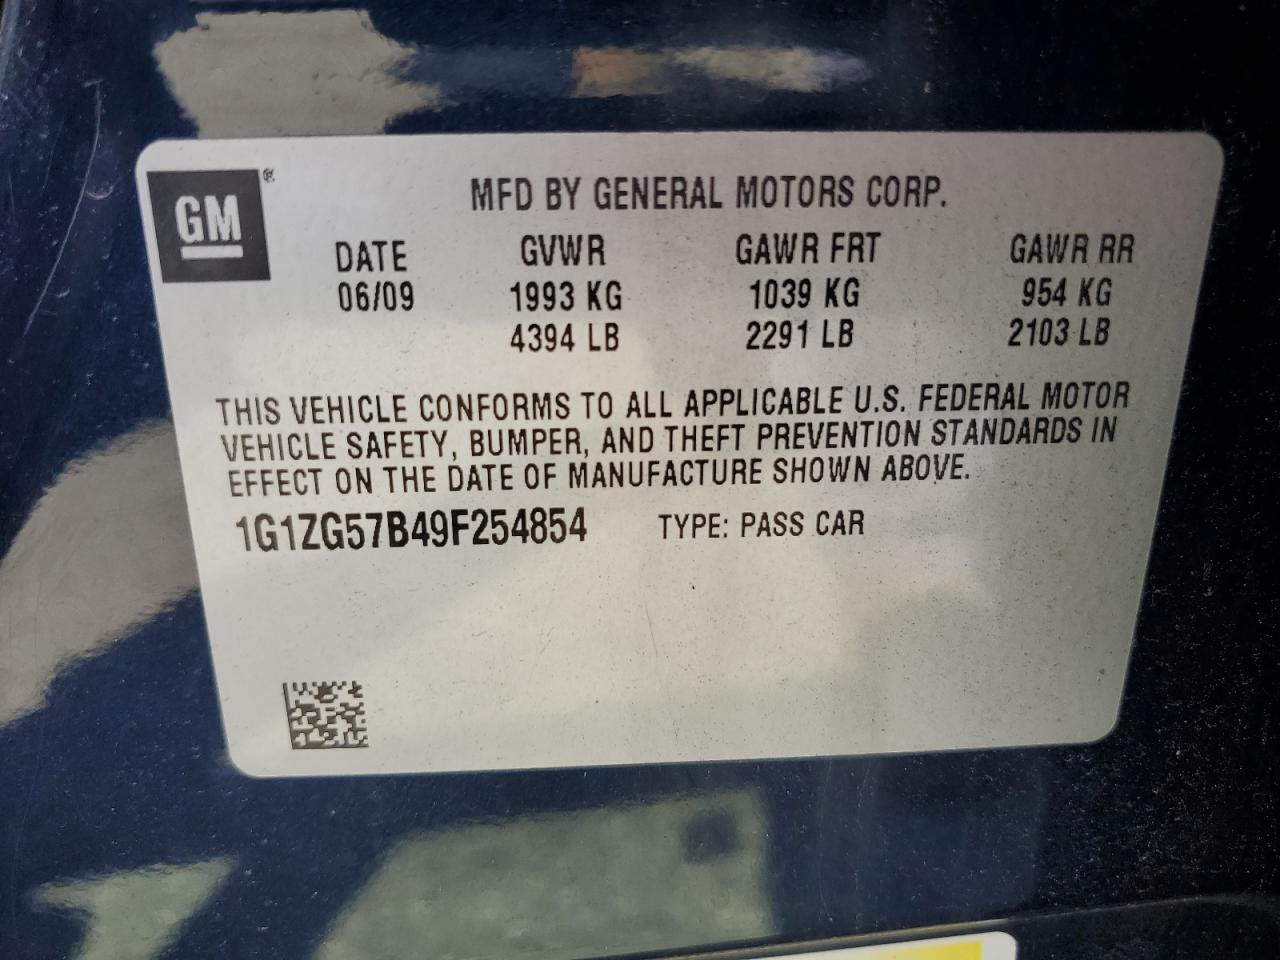 GM®
MFD BY GENERAL MOTORS CORP.
DATE GVWR GAWR FRT GAWR RR
06/09 1993 KG 1039 KG 954 KG
4394 LB 2291 LB 2103 LB
THIS VEHICLE CONFORMS TO ALL APPLICABLE U.S. FEDERAL MOTOR
VEHICLE SAFETY, BUMPER, AND THEFT PREVENTION STANDARDS IN
EFFECT ON THE DATE OF MANUFACTURE SHOWN ABOVE.
1G1ZG57B49F254854 TYPE: PASS CAR